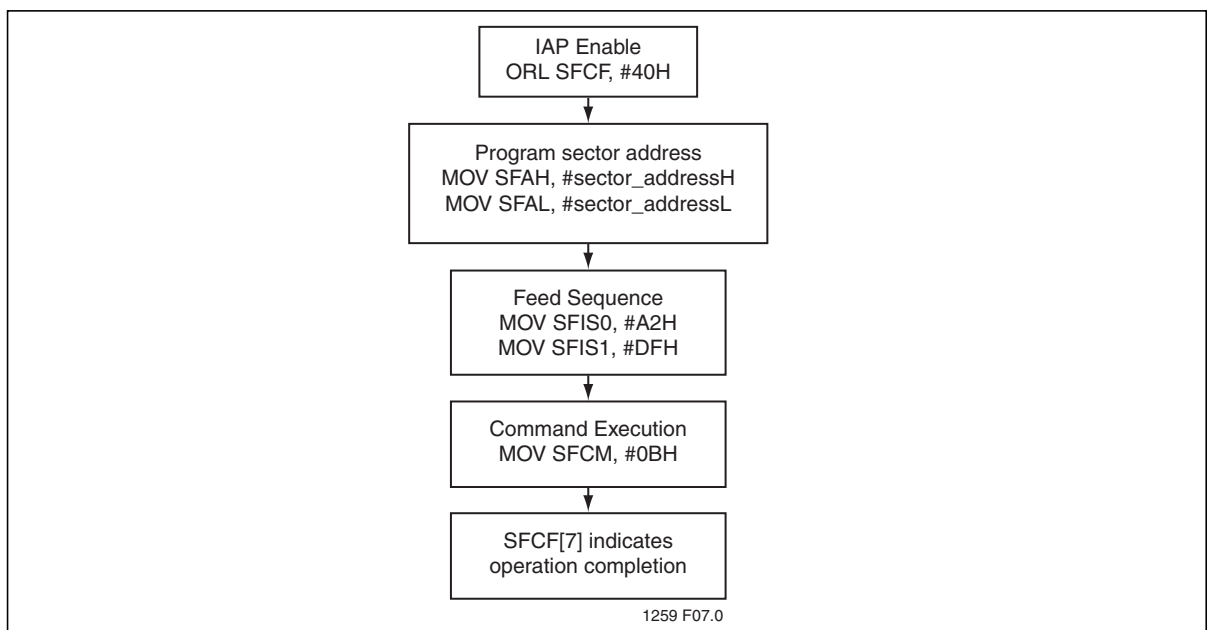 IAP Enable
ORL SFCF, #40H
Program sector address
MOV SFAH, #sector_addressH
MOV SFAL, #sector_addressL
Feed Sequence
MOV SFIS0, #A2H
MOV SFIS1, #DFH
Command Execution
MOV SFCM, #0BH
SFCF[7] indicates
operation completion
1259 F07.0